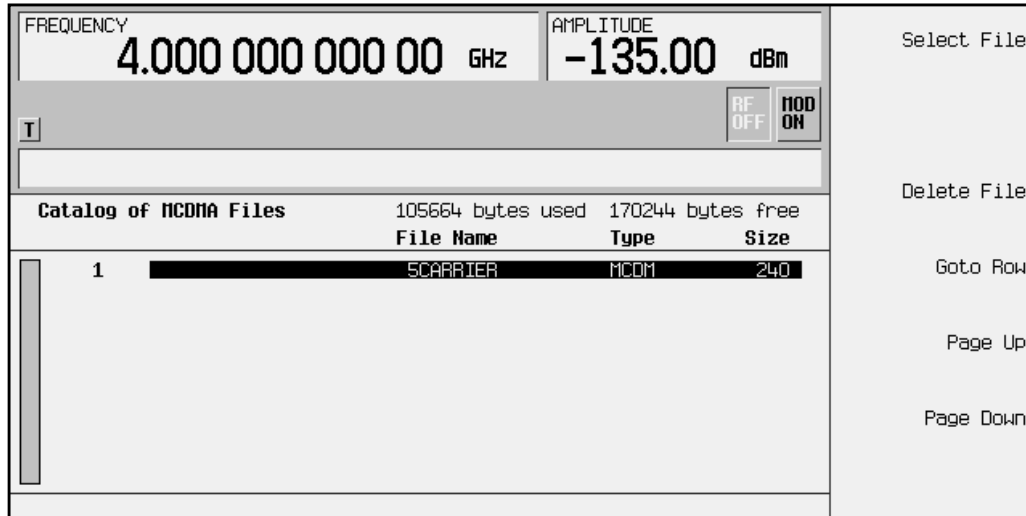 FREQUENCY
4.000 000 000 00 GHz
AMPLITUDE
-135.00 dBm
Select File
RF OFF
MOD ON
T
Delete File
Catalog of MCDMA Files 105664 bytes used 170244 bytes free
File Name Type Size
1 5CARRIER MCDM 240
Goto Row
Page Up
Page Down